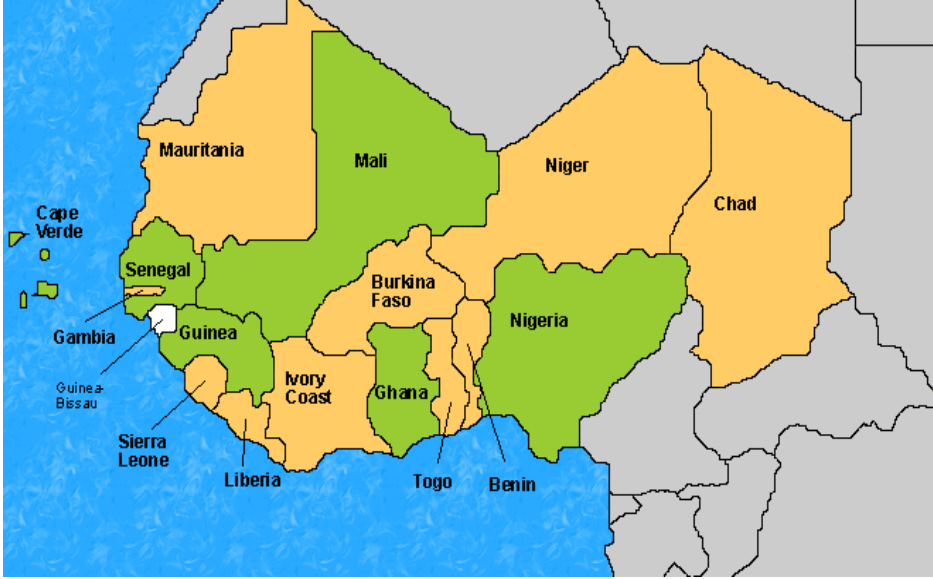 Mauritania
Mali
Niger
Chad
Cape
Verde
Senegal
Burkina
Faso
Nigeria
Gambia
Guinea
Guinea-
Bissau
Ivory
Coast
Ghana
Sierra
Leone
Liberia
Togo
Benin